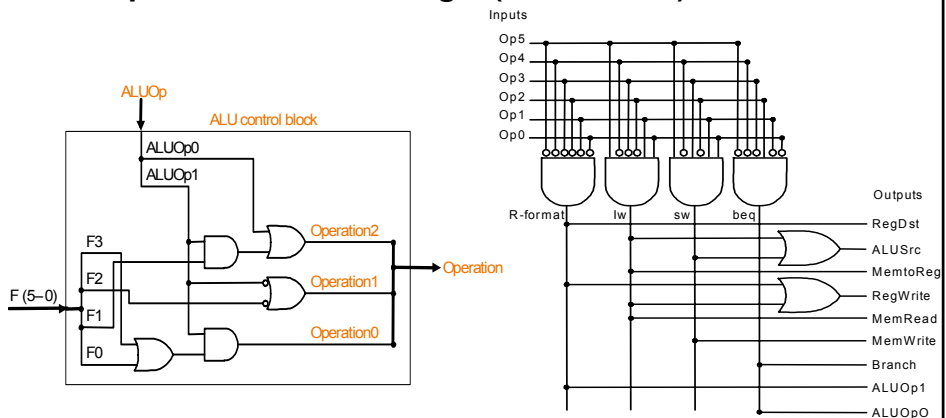 Inputs
Op5
Op4
Op3
Op2
Op1
Op0
ALUOp
ALU control block
ALUOp0
ALUOp1
F3
F2
F (5–0)
F1
F0
Operation2
Operation1
Operation0
Operation
R-format
lw
sw
beq
Outputs
RegDst
ALUSrc
MemtoReg
RegWrite
MemRead
MemWrite
Branch
ALUOp1
ALUOpO